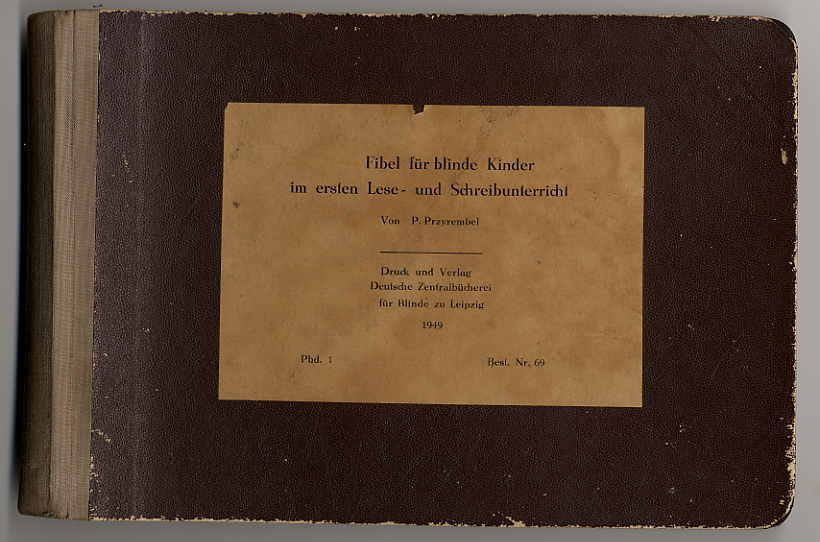 Fibel für blinde Kinder
im ersten Lese- und Schreibunterricht
Von P. Przyrembel
Druck und Verlag
Deutsche Zentralbücherei
für Blinde zu Leipzig
1949
Pbd. 1
Best. Nr. 69